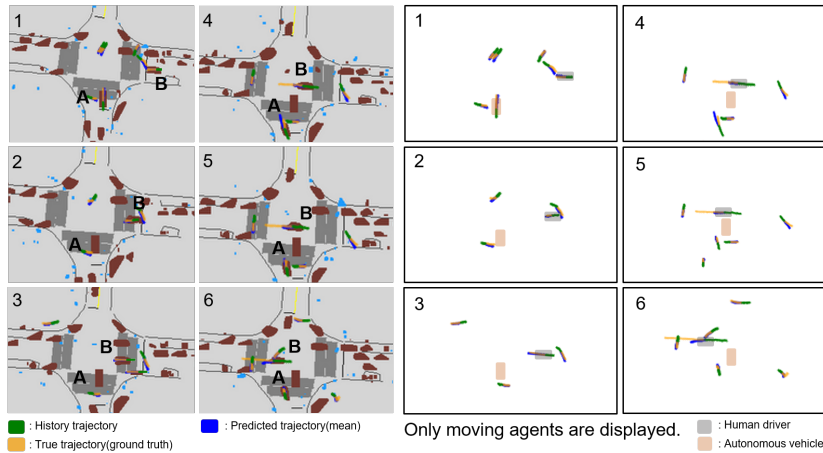 1
B
A
4
B
A
2
B
A
5
B
A
3
B
A
6
B
A
1
4
2
5
3
6
: History trajectory
: Predicted trajectory(mean)
: True trajectory(ground truth)
Only moving agents are displayed.
: Human driver
: Autonomous vehicle